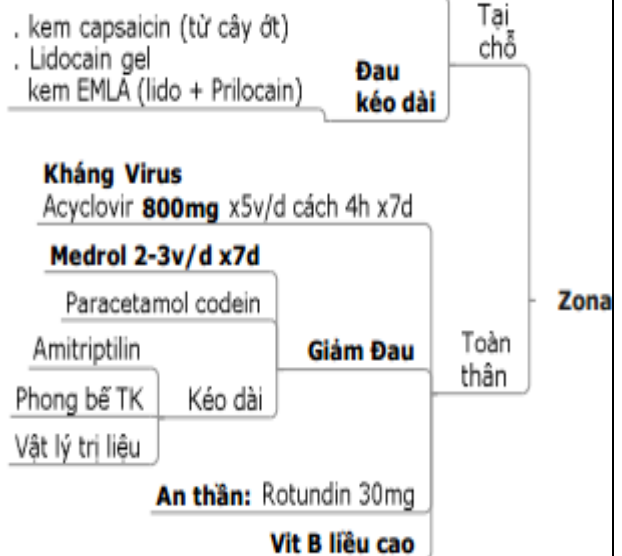 . kem capsaicin (từ cây ớt)
. Lidocain gel
kem EMLA (lido + Prilocain)
Đau
kéo dài
Tại
chỗ
Kháng Virus
Acyclovir 800mg x5v/d cách 4h x7d
Medrol 2-3v/d x7d
Paracetamol codein
Amitriptilin
Phong bế TK
Vật lý trị liệu
Kéo dài
Giảm Đau
An thần: Rotundin 30mg
Vit B liều cao
Toàn
thân
Zona